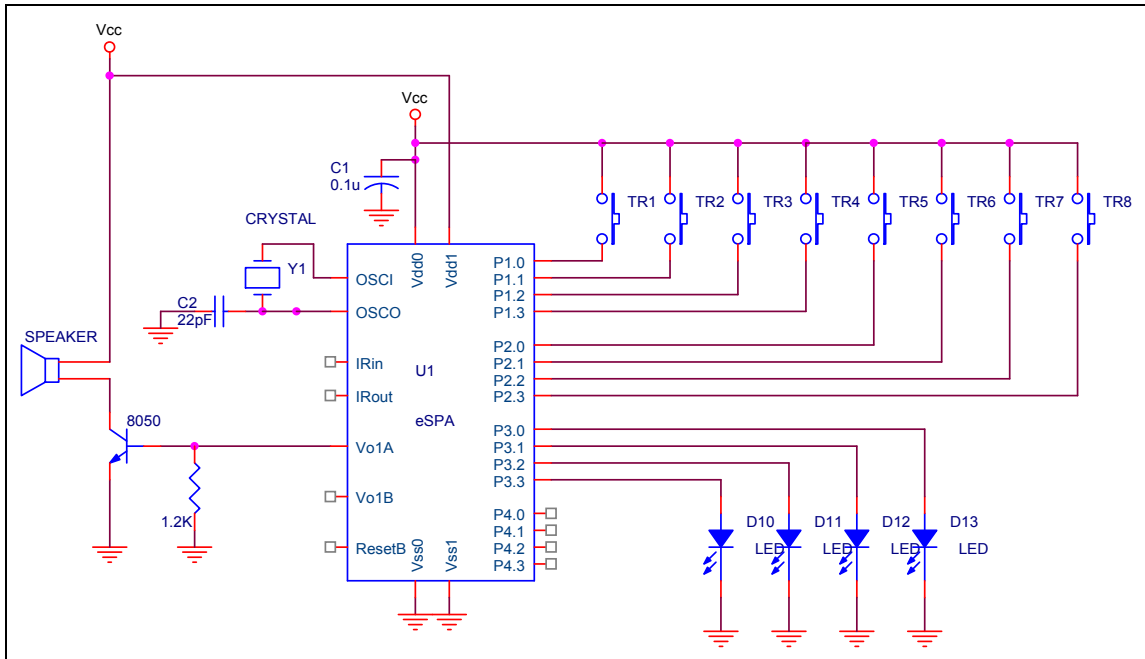 Vcc
Vcc
C1
0.1u
TR1
TR2
TR3
TR4
TR5
TR6
TR7
TR8
CRYSTAL
Y1
C2
22pF
SPEAKER
8050
1.2K
Vdd0
Vdd1
OSCI
OSCO
IRin
IRout
Vo1A
Vo1B
ResetB
U1
eSPA
Vss0
Vss1
P1.0
P1.1
P1.2
P1.3
P2.0
P2.1
P2.2
P2.3
P3.0
P3.1
P3.2
P3.3
P4.0
P4.1
P4.2
P4.3
D10
LED
D11
LED
D12
LED
D13
LED